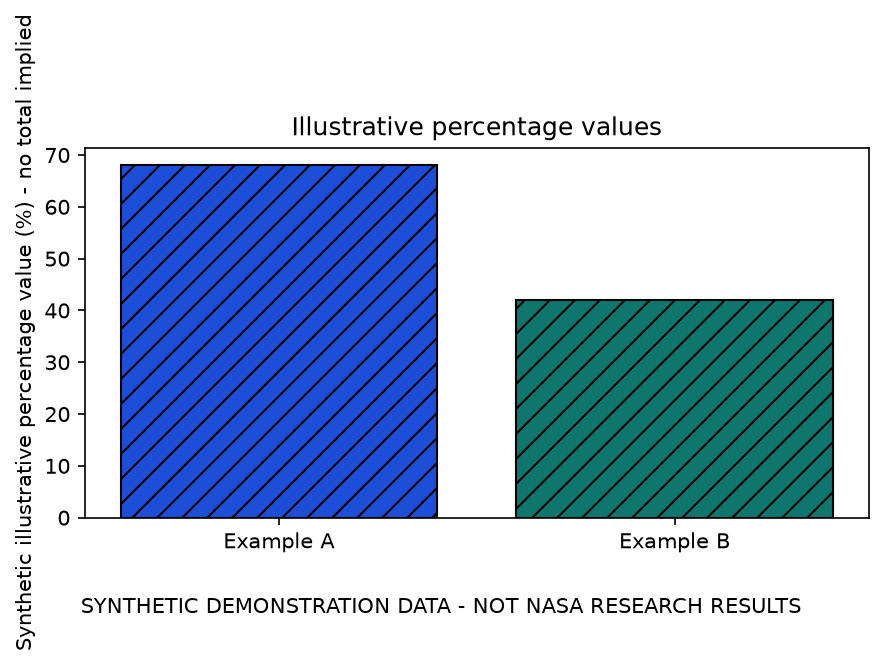 Illustrative percentage values
Synthetic illustrative percentage value (%) - no total implied
70
60
50
40
30
20
10
0
Example A
Example B
SYNTHETIC DEMONSTRATION DATA - NOT NASA RESEARCH RESULTS